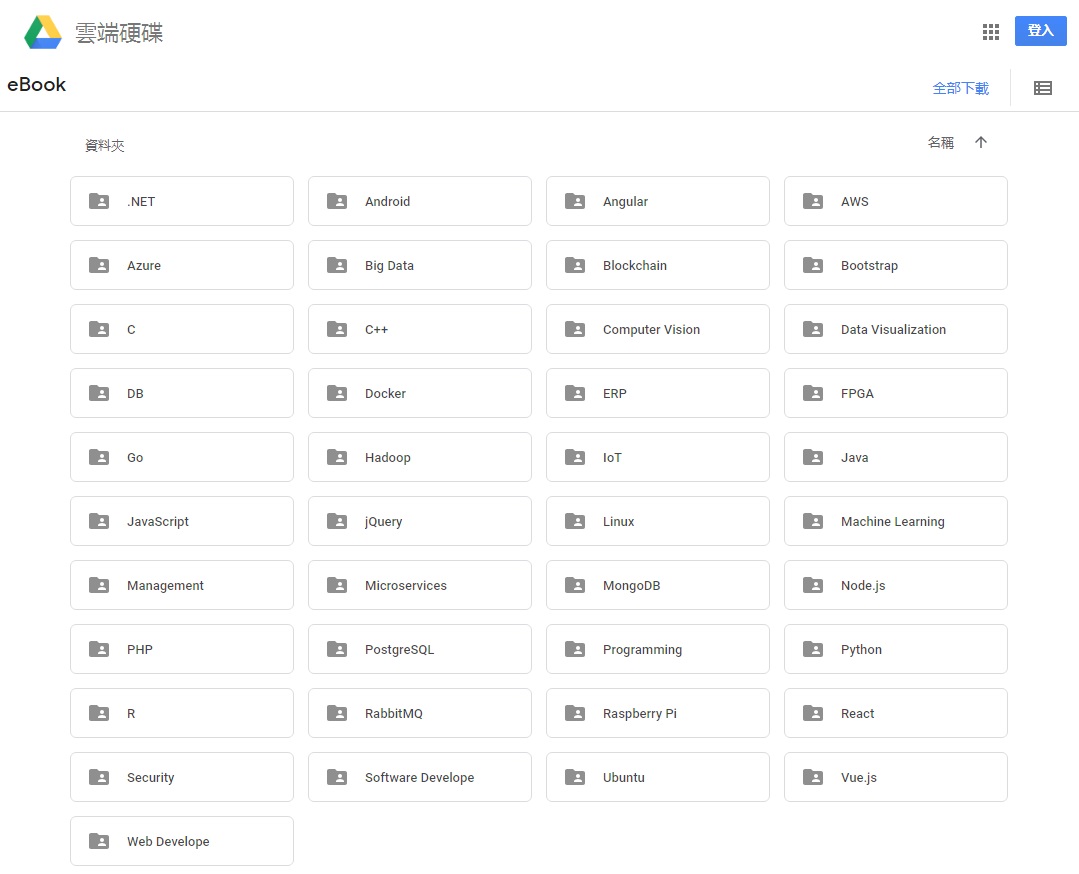 雲端硬碟
登入
eBook
全部下載
資料夾
名稱
.NET
Android
Angular
AWS
Azure
Big Data
Blockchain
Bootstrap
C
C++
Computer Vision
Data Visualization
DB
Docker
ERP
FPGA
Go
Hadoop
IoT
Java
JavaScript
jQuery
Linux
Machine Learning
Management
Microservices
MongoDB
Node.js
PHP
PostgreSQL
Programming
Python
R
RabbitMQ
Raspberry Pi
React
Security
Software Develope
Ubuntu
Vue.js
Web Develope